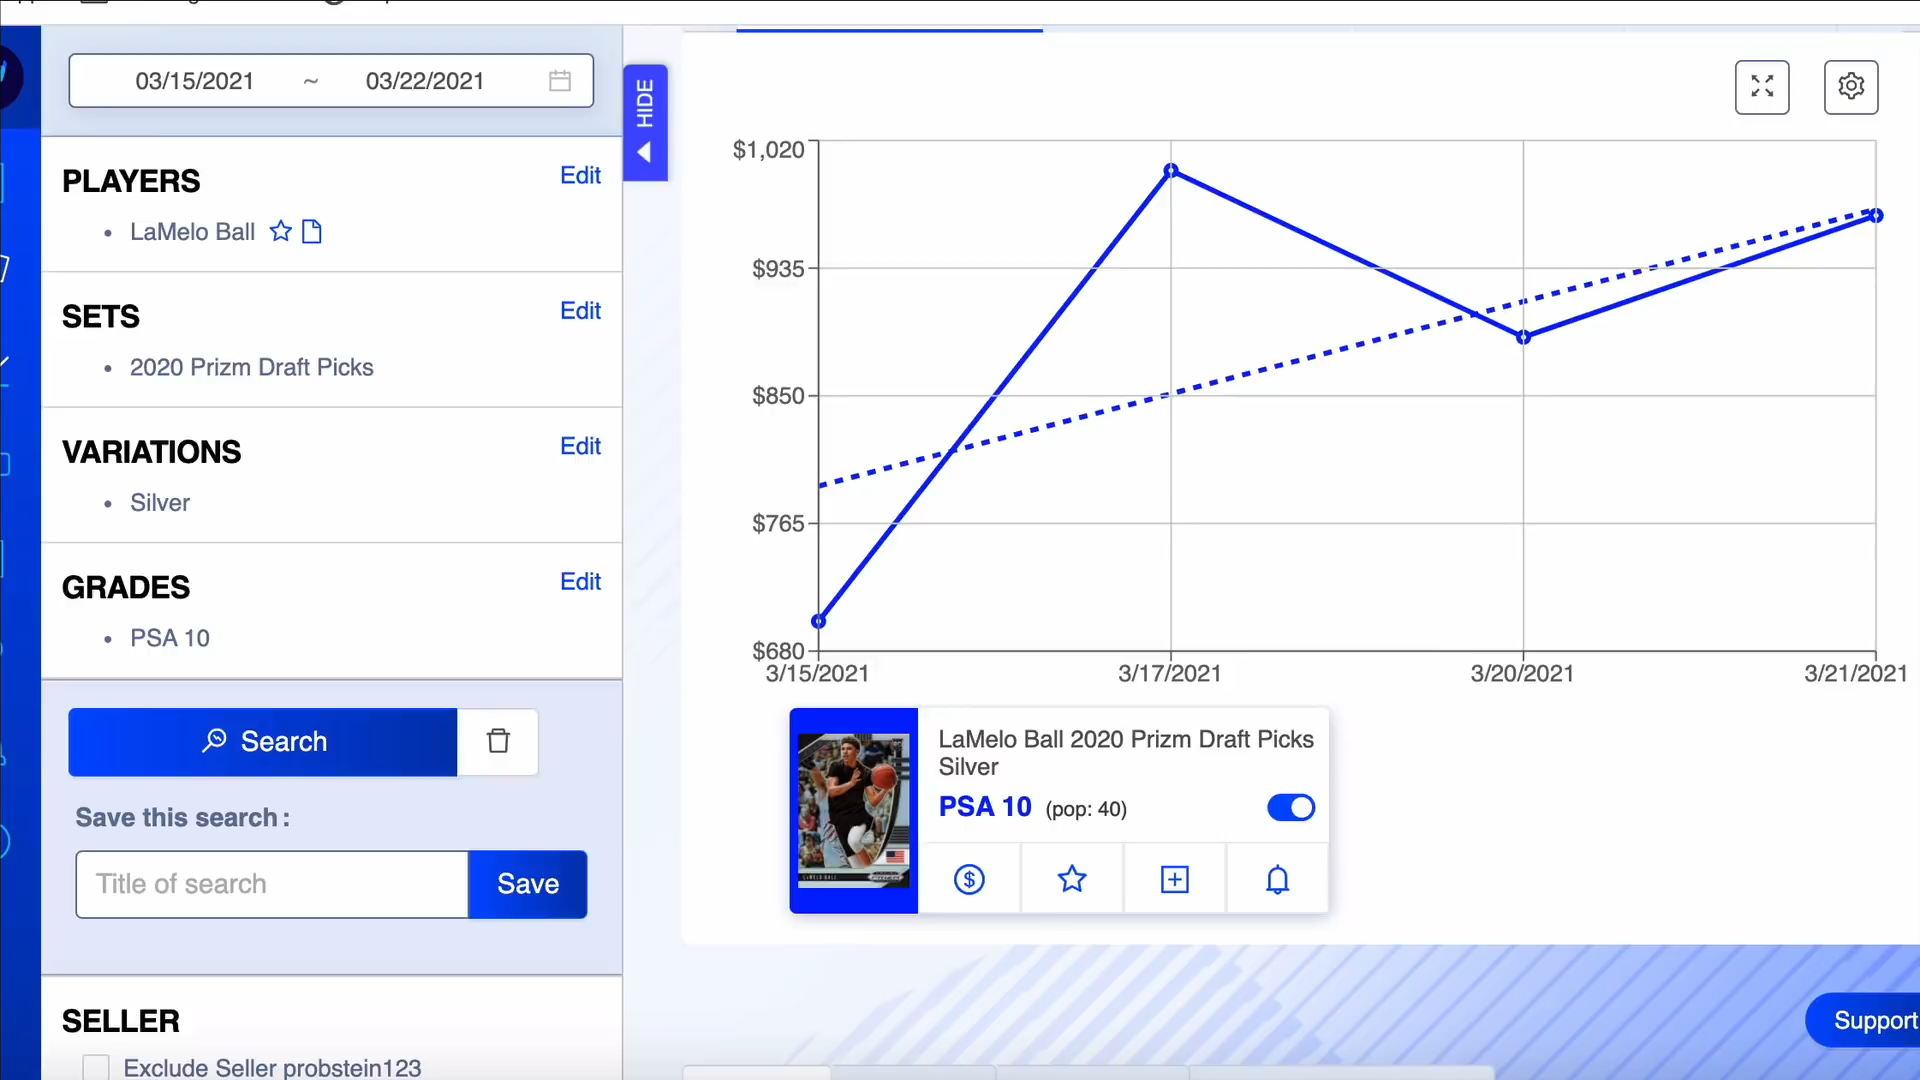 03/15/2021 ~ 03/22/2021
HIDE
PLAYERS Edit
LaMelo Ball
SETS Edit
2020 Prizm Draft Picks
VARIATIONS Edit
Silver
GRADES Edit
PSA 10
Search
Save this search :
Title of search
Save
SELLER
Exclude Seller probstein123
$1,020
$935
$850
$765
$680
3/15/2021 3/17/2021 3/20/2021 3/21/2021
LaMelo Ball 2020 Prizm Draft Picks
Silver
PSA 10 (pop: 40)
LAMELO BALL
Support